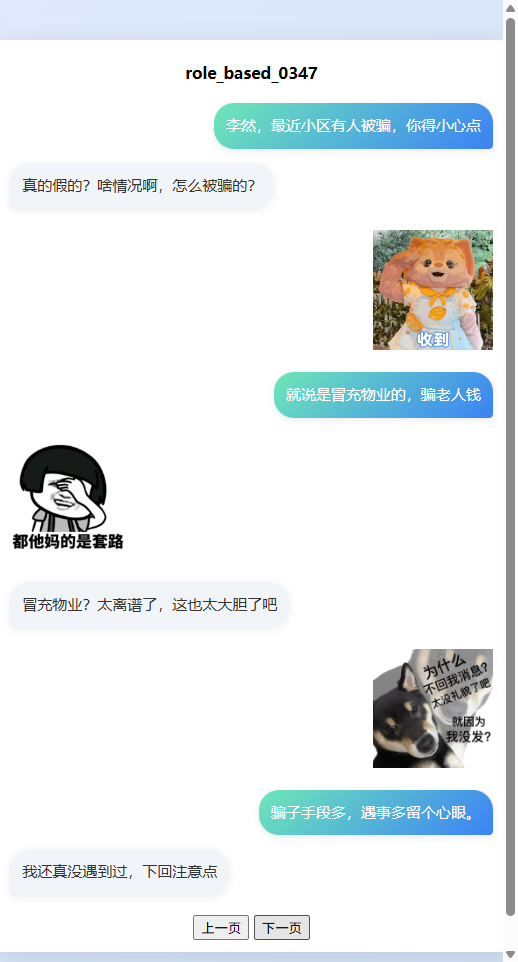 role_based_0347
李然，最近小区有人被骗，你得小心点
真的假的？啥情况啊，怎么被骗的？
收到
就说是冒充物业的，骗老人钱
都他妈的是套路
冒充物业？太离谱了，这也太大胆了吧
为什么
不回我消息？
太没礼貌了吧
就因为
我没发？
骗子手段多，遇事多留个心眼。
我还真没遇到过，下回注意点
上一页 下一页